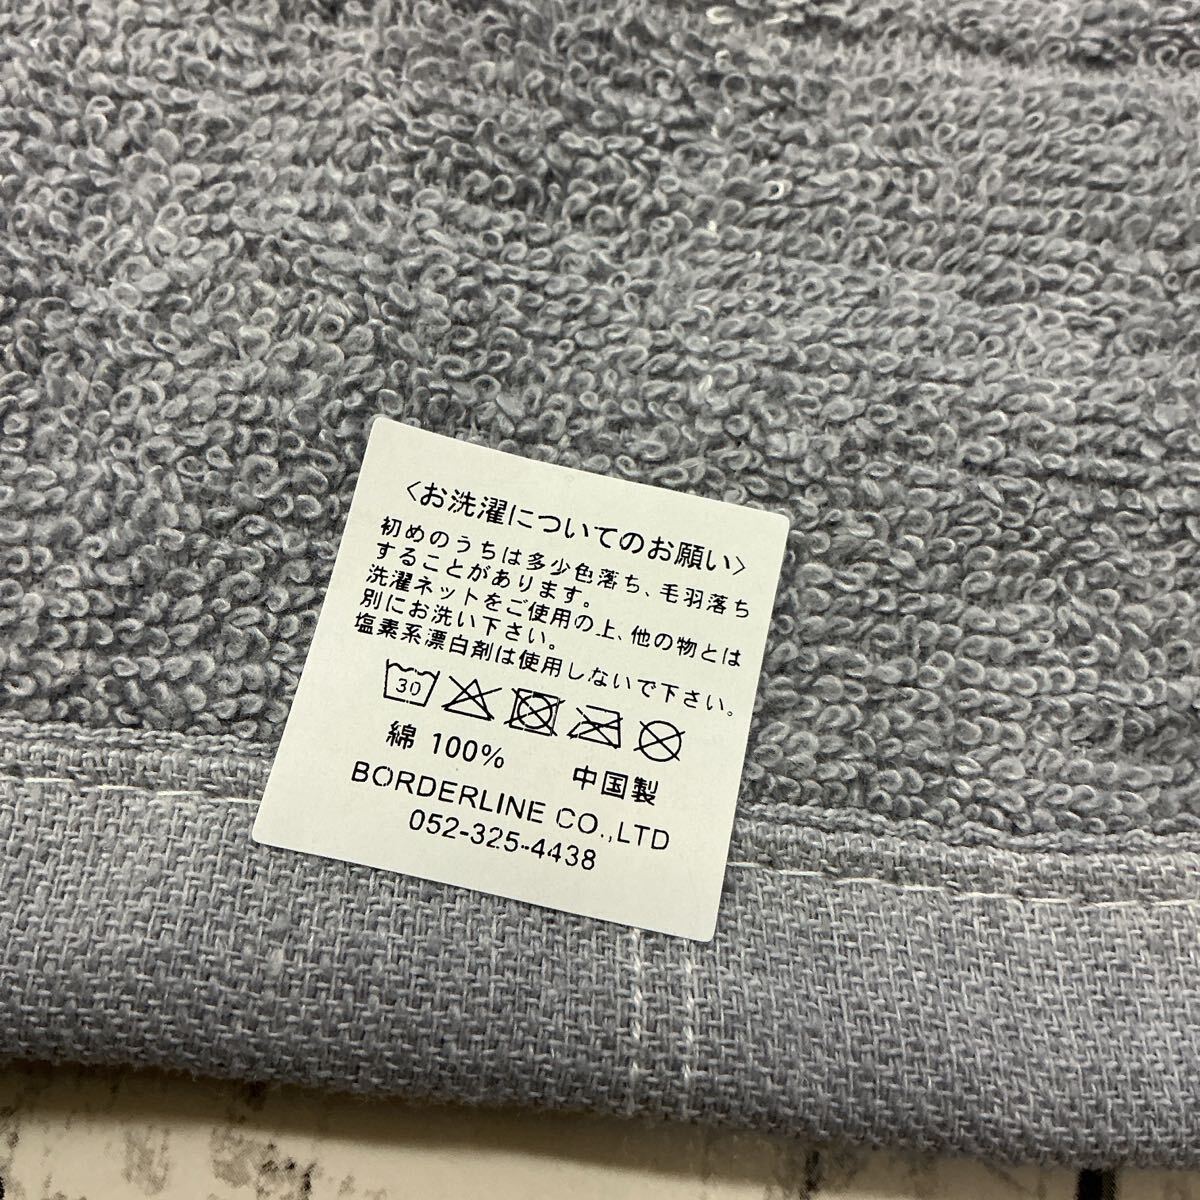 〈お洗濯についてのお願い〉
初めのうちは多少色落ち、毛羽落ち
することがあります。
洗濯ネットをご使用の上、他の物とは
別にお洗い下さい。
塩素系漂白剤は使用しないで下さい。
30
綿 100% 中国製
BORDERLINE CO.,LTD
052-325-4438